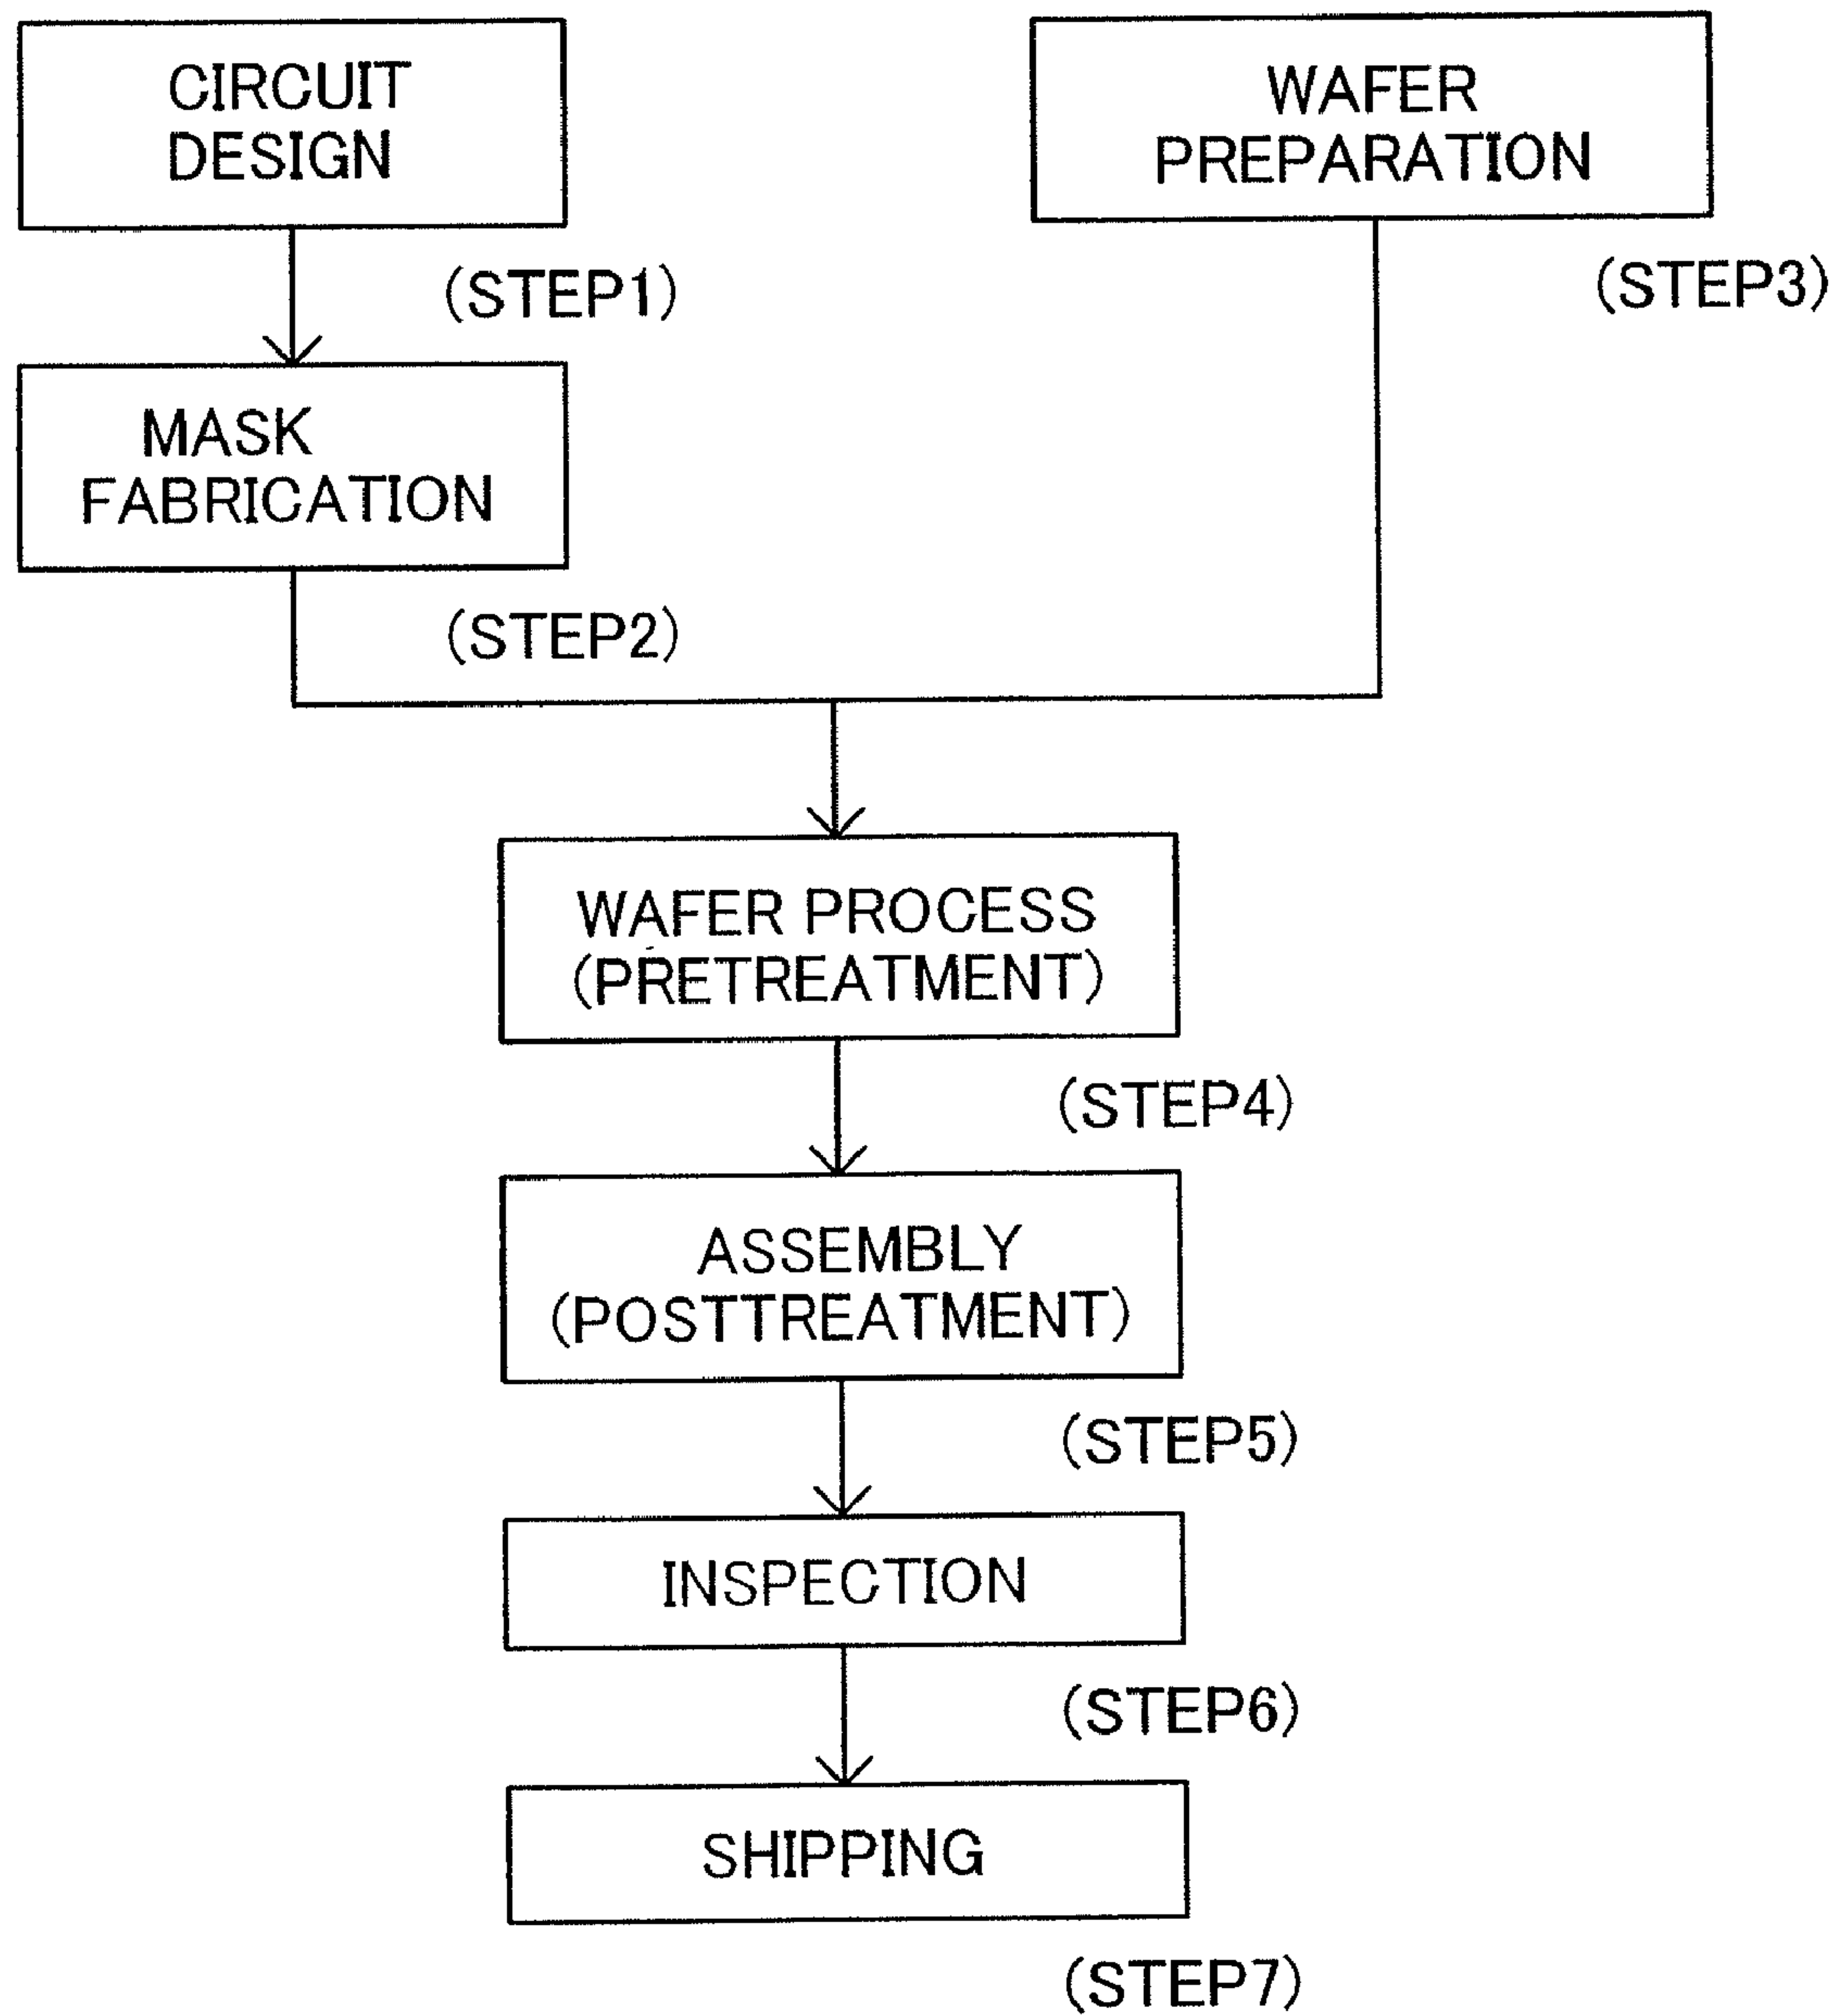 CIRCUIT
DESIGN
(STEP1)
MASK
FABRICATION
(STEP2)
WAFER
PREPARATION
(STEP3)
WAFER PROCESS
(PRETREATMENT)
(STEP4)
ASSEMBLY
(POSTTREATMENT)
(STEP5)
INSPECTION
(STEP6)
SHIPPING
(STEP7)